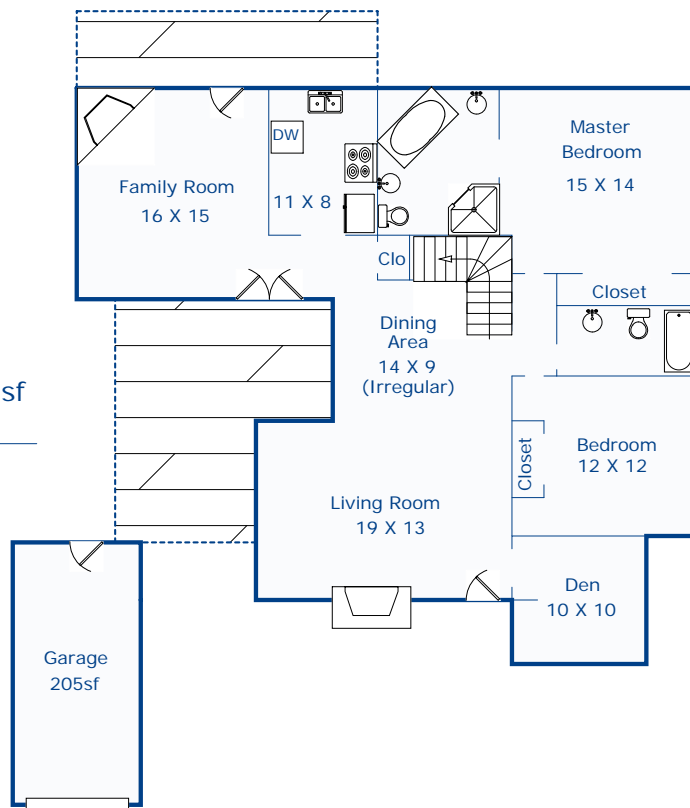 Master
Bedroom
15 X 14
DW
Family Room
16 X 15
11 X 8
Clo
Closet
Dining
Area
14 X 9
(Irregular)
sf
Closet
Bedroom
12 X 12
Living Room
19 X 13
Den
10 X 10
Garage
205sf